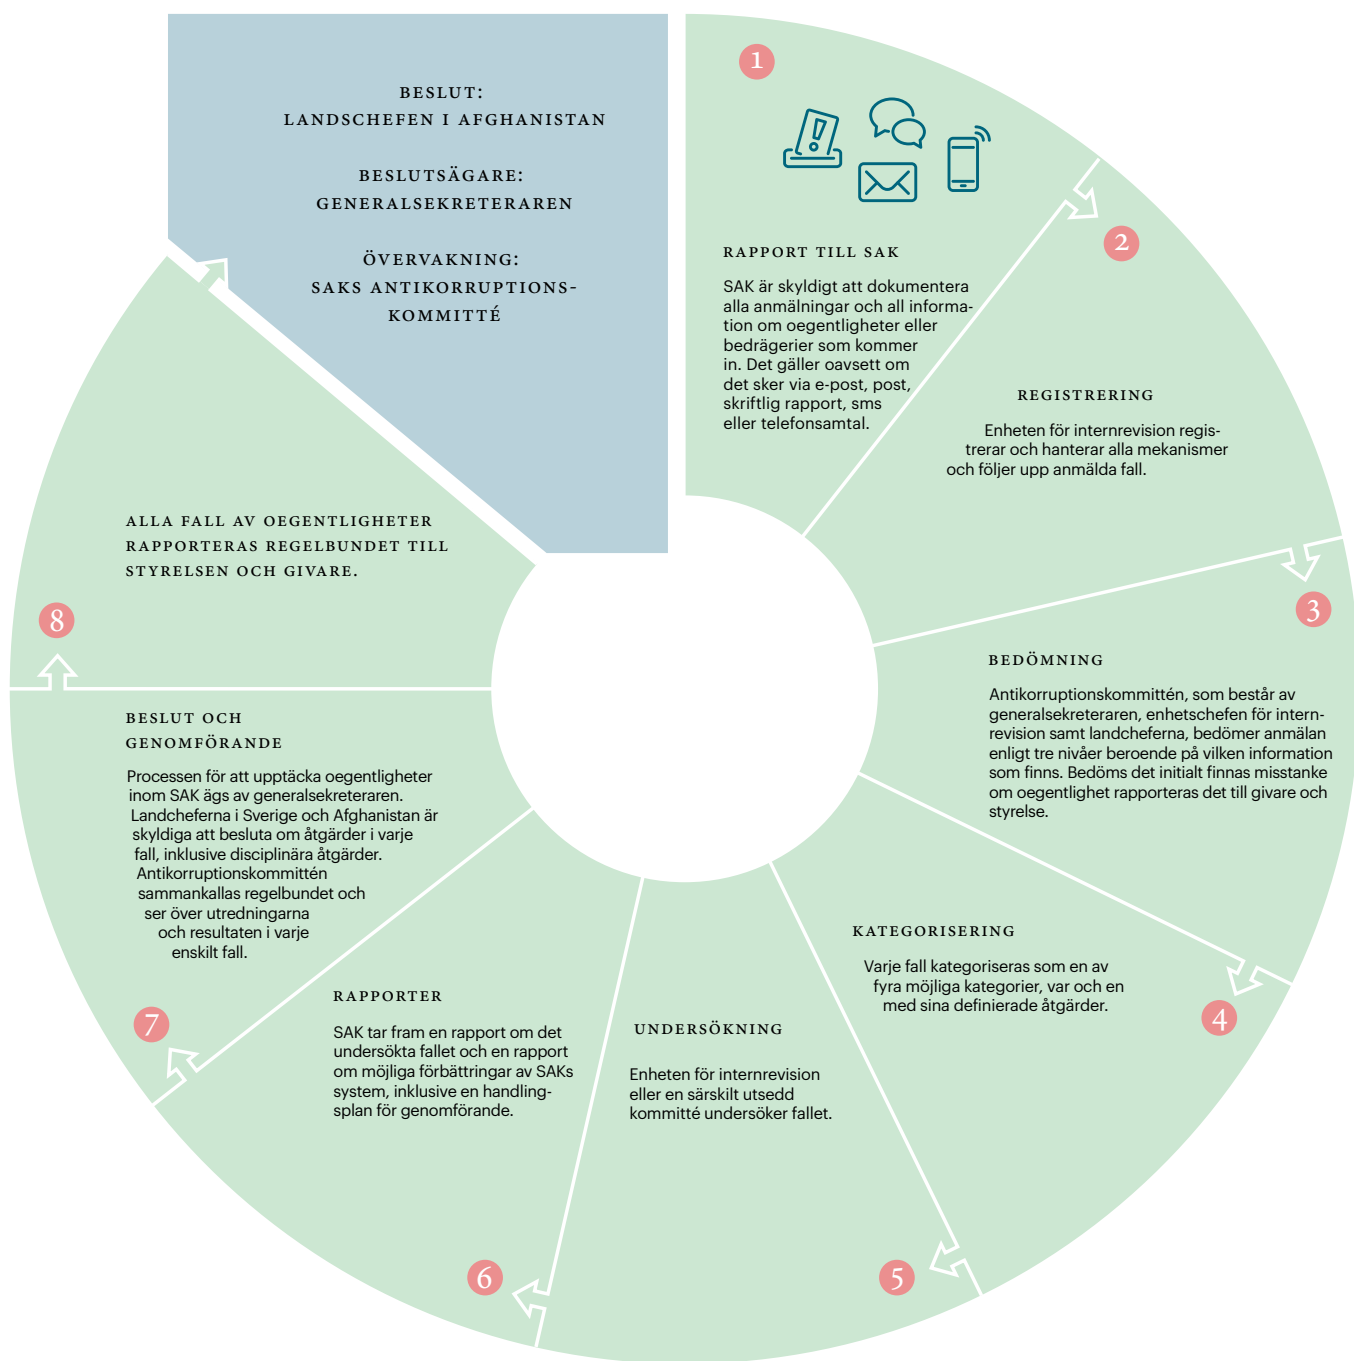 BESLUT:
LANDSCHEFEN I AFGHANISTAN
BESLUTSÄGARE:
GENERALSEKRETERAREN
ÖVERVAKNING:
SAKS ANTIKORRUPTIONS-
KOMMITTÉ
1
RAPPORT TILL SAK
SAK är skyldigt att dokumentera
alla anmälningar och all informa-
tion om oegentligheter eller
bedrägerier som kommer
in. Det gäller oavsett om
det sker via e-post, post,
skriftlig rapport, sms
eller telefonsamtal.
2
REGISTRERING
Enheten för internrevision regis-
trerar och hanterar alla mekanismer
och följer upp anmälda fall.
3
BEDÖMNING
Antikorruptionskommittén, som består av
generalsekreteraren, enhetschefen för intern-
revision samt landcheferna, bedömer anmälan
enligt tre nivåer beroende på vilken information
som finns. Bedöms det initialt finnas misstanke
om oegentlighet rapporteras det till givare och
styrelse.
4
KATEGORISERING
Varje fall kategoriseras som en av
fyra möjliga kategorier, var och en
med sina definierade åtgärder.
5
UNDERSÖKNING
Enheten för internrevision
eller en särskilt utsedd
kommitté undersöker fallet.
6
RAPPORTER
SAK tar fram en rapport om det
undersökta fallet och en rapport
om möjliga förbättringar av SAKs
system, inklusive en handling-
splan för genomförande.
7
BESLUT OCH
GENOMFÖRANDE
Processen för att upptäcka oegentligheter
inom SAK ägs av generalsekreteraren.
Landcheferna i Sverige och Afghanistan är
skyldiga att besluta om åtgärder i varje
fall, inklusive disciplinära åtgärder.
Antikorruptionskommittén
sammankallas regelbundet och
ser över utredningarna
och resultaten i varje
enskilt fall.
8
ALLA FALL AV OEGENTLIGHETER
RAPPORTERAS REGELBUNDET TILL
STYRELSEN OCH GIVARE.